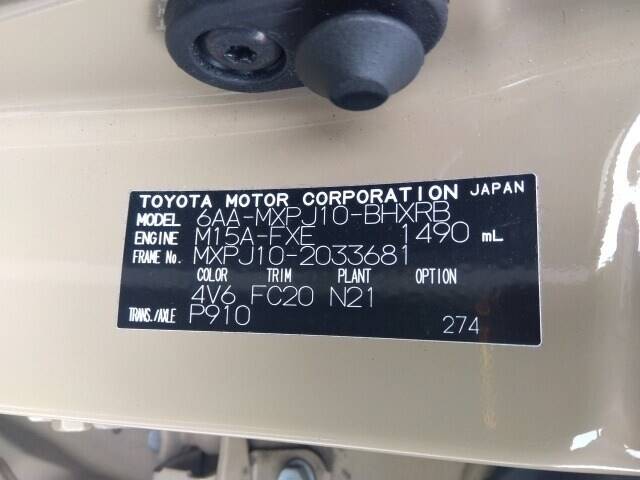 TOYOTA MOTOR CORPORATION JAPAN
MODEL 6AA-MXPJ10-BHXRB
ENGINE M15A-FXE 1490 mL
FRAME No. MXPJ10-2033681
COLOR TRIM PLANT OPTION
4V6 FC20 N21
TRANS./AXLE P910 274